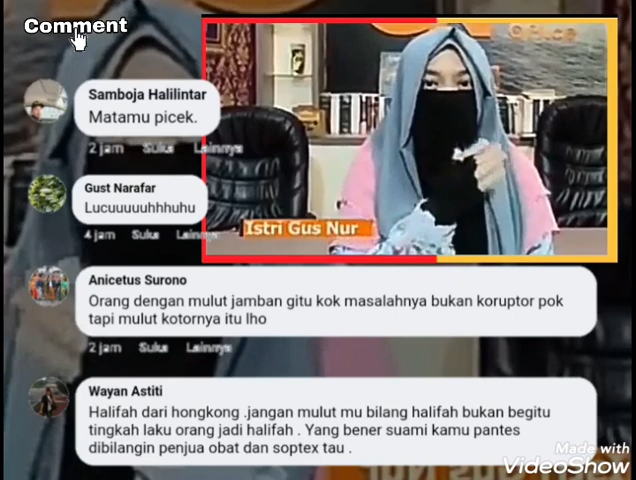 Comment
Samboja Halilintar
Matamu picek.
2 jam Suka Lainnya
Gust Narafar
Lucuuuuuhhhuhu
4 jam Suka
Istri Gus Nur
Anicetus Surono
Orang dengan mulut jamban gitu kok masalahnya bukan koruptor pok
tapi mulut kotornya itu lho
2 jam Suka Lainnya
Wayan Astiti
Halifah dari hongkong .jangan mulut mu bilang halifah bukan begitu
tingkah laku orang jadi halifah . Yang bener suami kamu pantes
dibilangin penjua obat dan soptex tau .
Made with
VideoShow